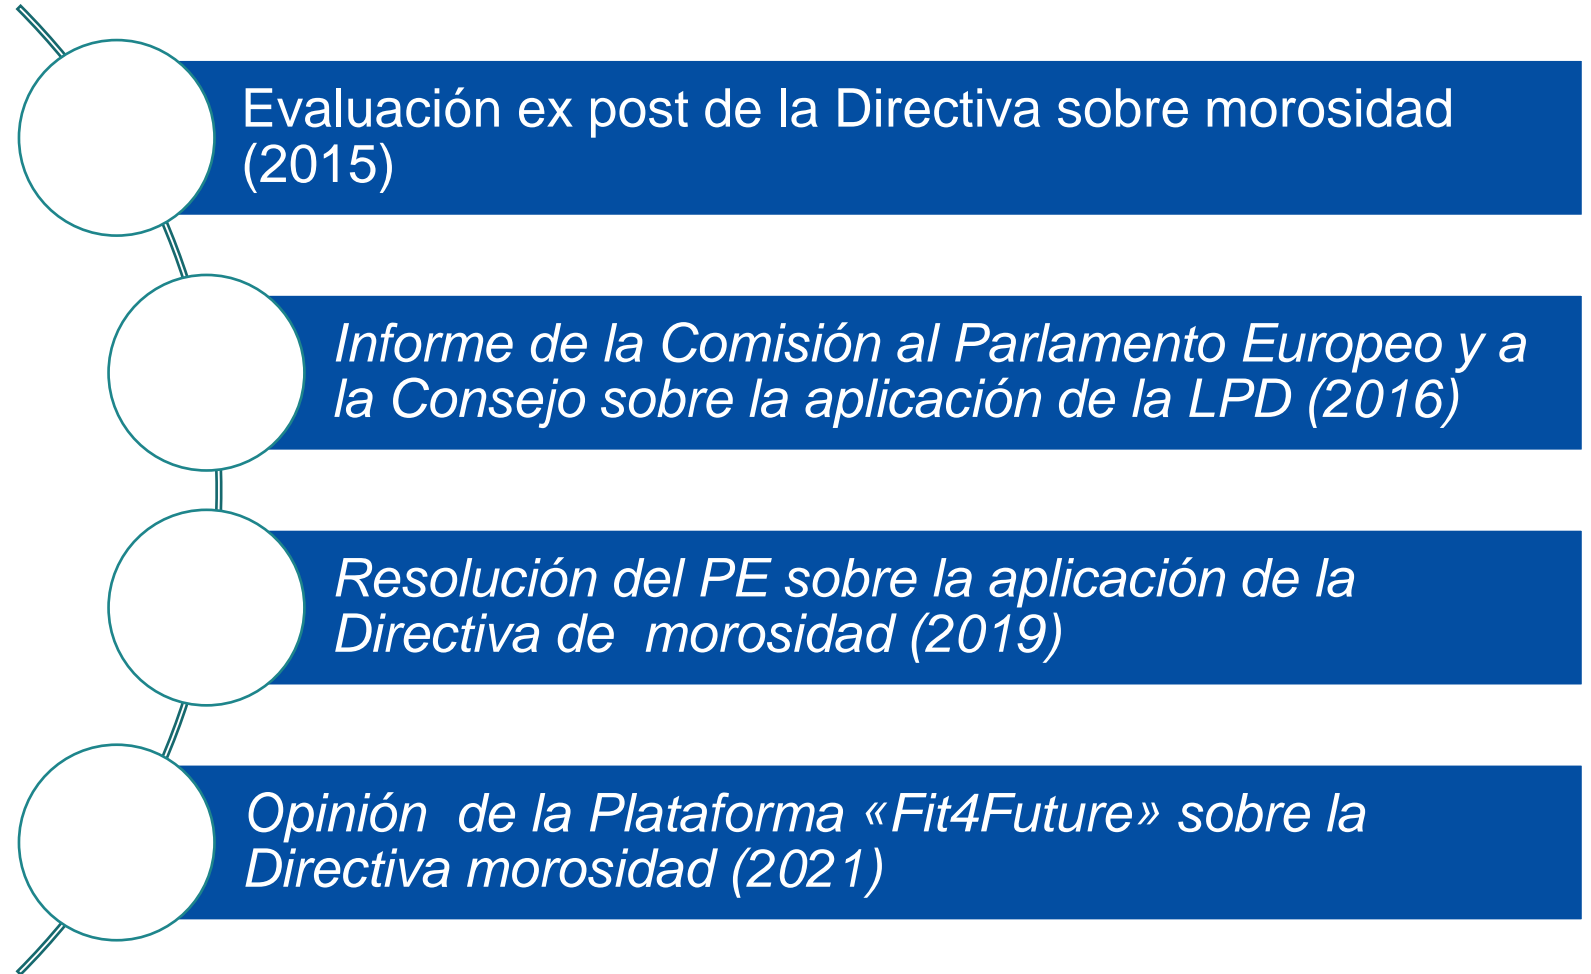 Evaluación ex post de la Directiva sobre morosidad
(2015)
Informe de la Comisión al Parlamento Europeo y a
la Consejo sobre la aplicación de la LPD (2016)
Resolución del PE sobre la aplicación de la
Directiva de  morosidad (2019)
Opinión  de la Plataforma «Fit4Future» sobre la
Directiva morosidad (2021)